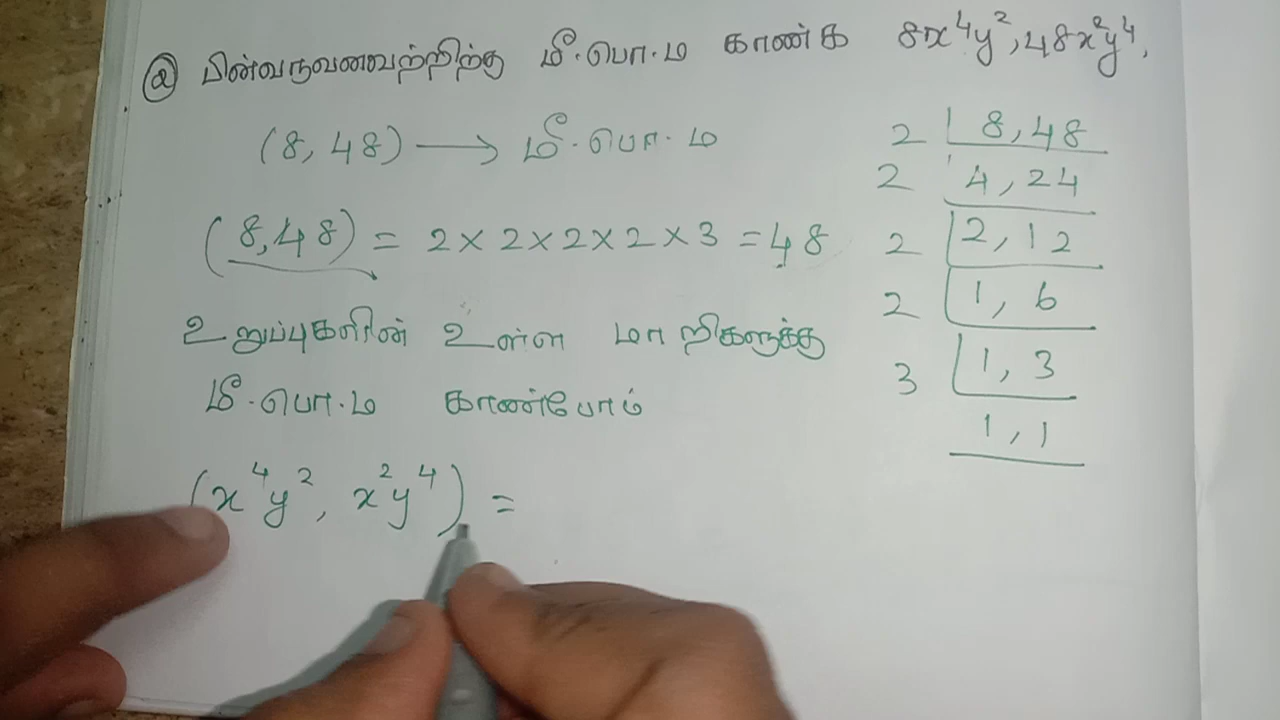 ② பின்வருவனவற்றிற்கு மீ.பொ.ம காண்க 8x⁴y², 48x²y⁴,
(8, 48) → மீ.பொ.ம
(8,48) = 2 × 2 × 2 × 2 × 3 = 48
உறுப்புகளின் உள்ள மாறிகளுக்கு
மீ.பொ.ம காண்போம்
(x⁴y², x²y⁴) =
2 | 8, 48
2 | 4, 24
2 | 2, 12
2 | 1, 6
3 | 1, 3
1, 1